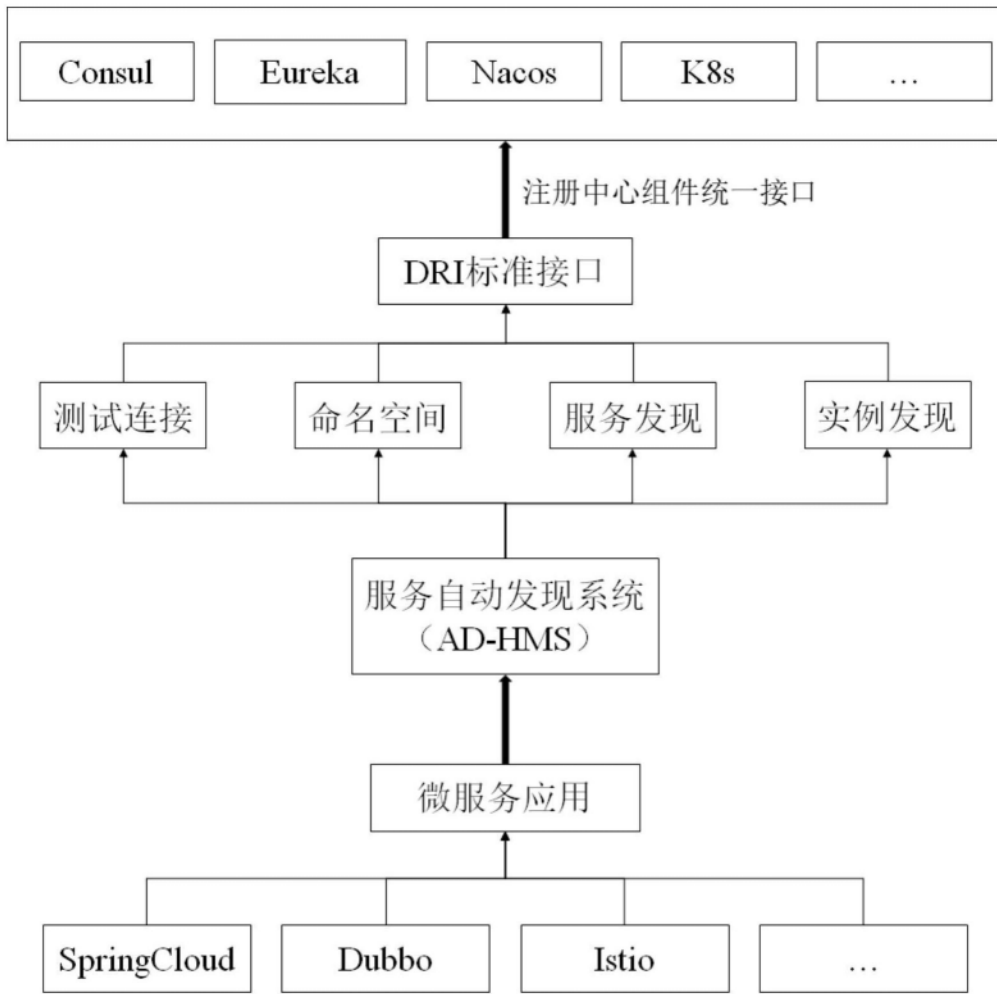 Consul
Eureka
Nacos
K8s
...
注册中心组件统一接口
DRI标准接口
测试连接
命名空间
服务发现
实例发现
服务自动发现系统
（AD-HMS）
微服务应用
SpringCloud
Dubbo
Istio
...